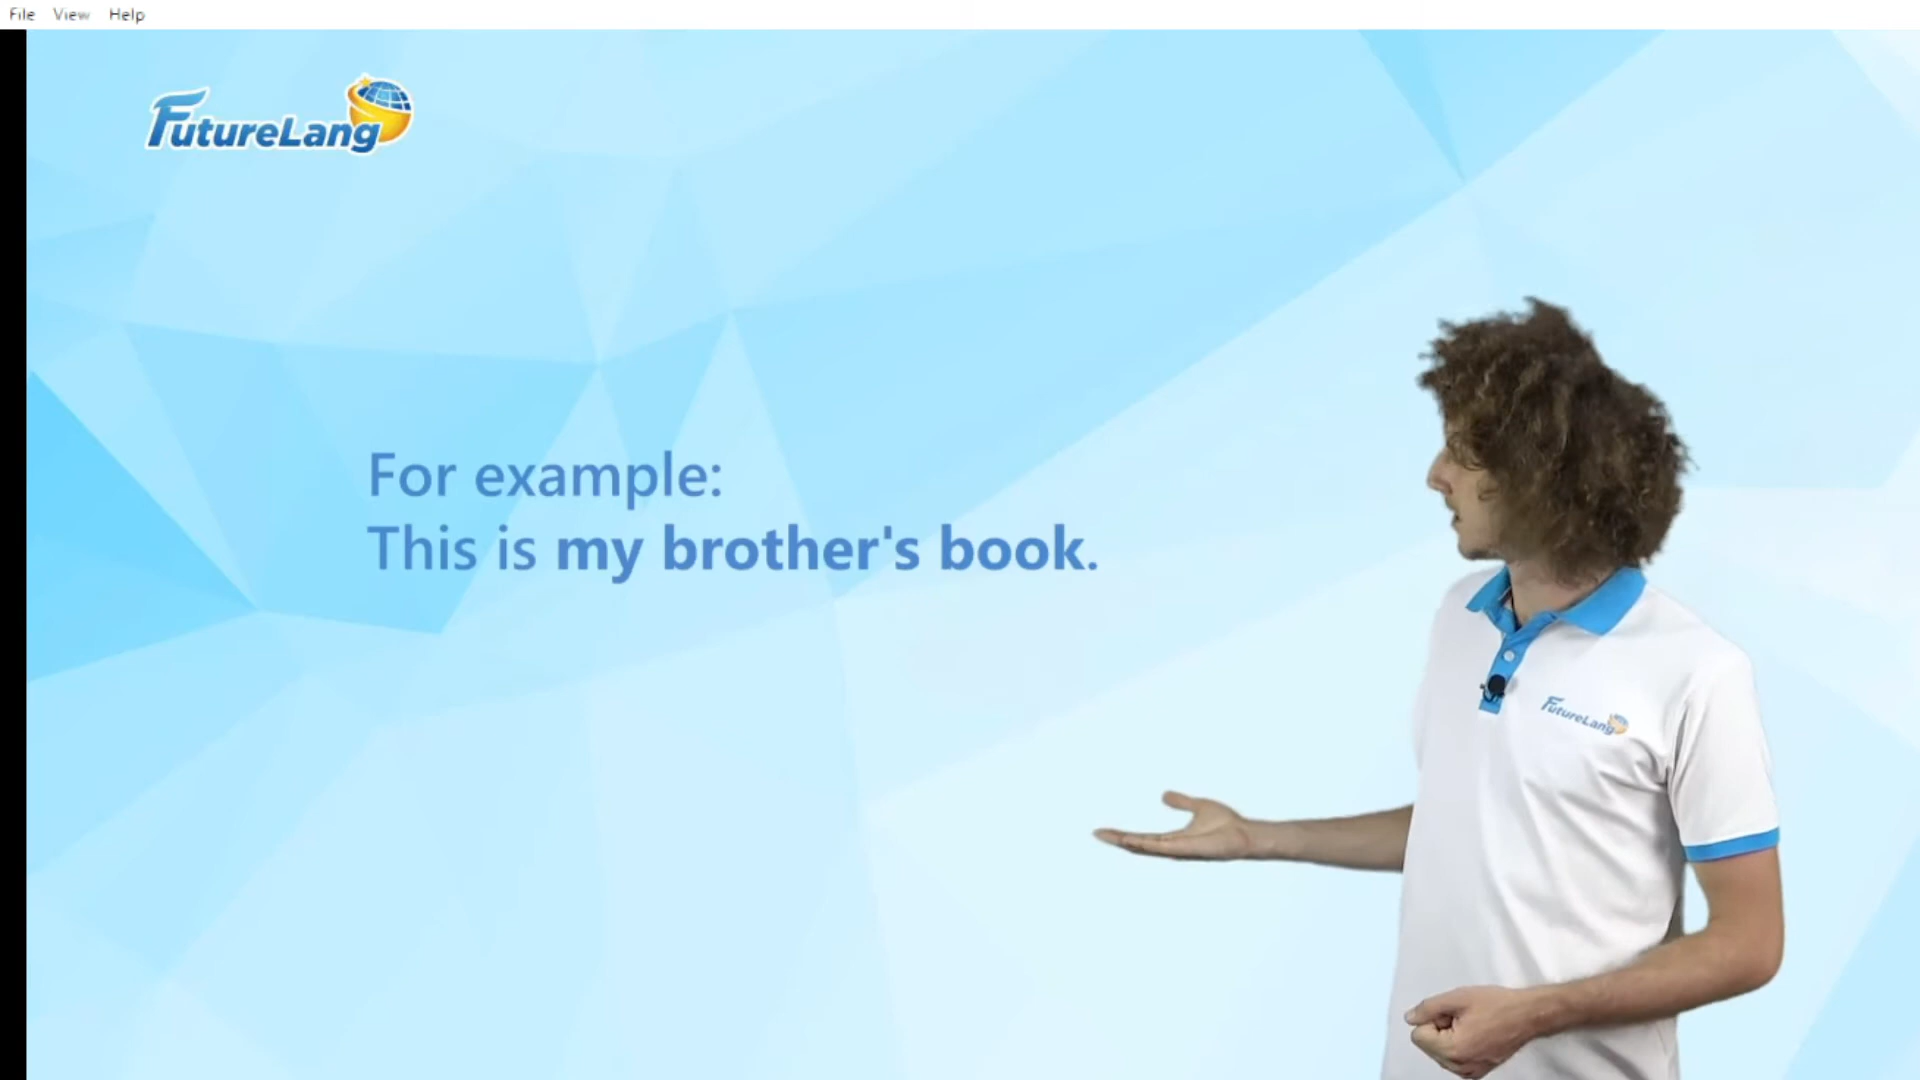 File View Help
FutureLang
For example:
This is my brother's book.
FutureLang